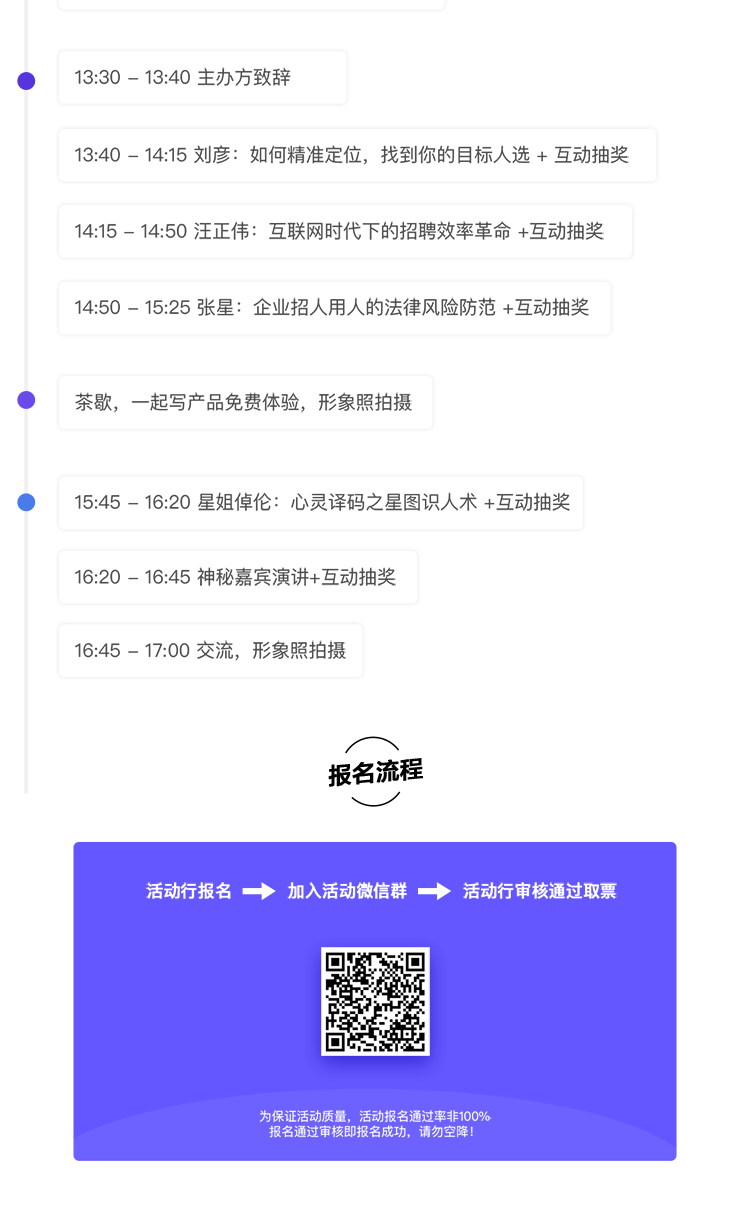 13:30 – 13:40 主办方致辞
13:40 – 14:15 刘彦：如何精准定位，找到你的目标人选 + 互动抽奖
14:15 – 14:50 汪正伟：互联网时代下的招聘效率革命 +互动抽奖
14:50 – 15:25 张星：企业招人用人的法律风险防范 +互动抽奖
茶歇，一起写产品免费体验，形象照拍摄
15:45 – 16:20 星姐倬伦：心灵译码之星图识人术 +互动抽奖
16:20 – 16:45 神秘嘉宾演讲+互动抽奖
16:45 – 17:00 交流，形象照拍摄
报名流程
活动行报名 加入活动微信群 活动行审核通过取票
为保证活动质量，活动报名通过率非100%
报名通过审核即报名成功，请勿空降！